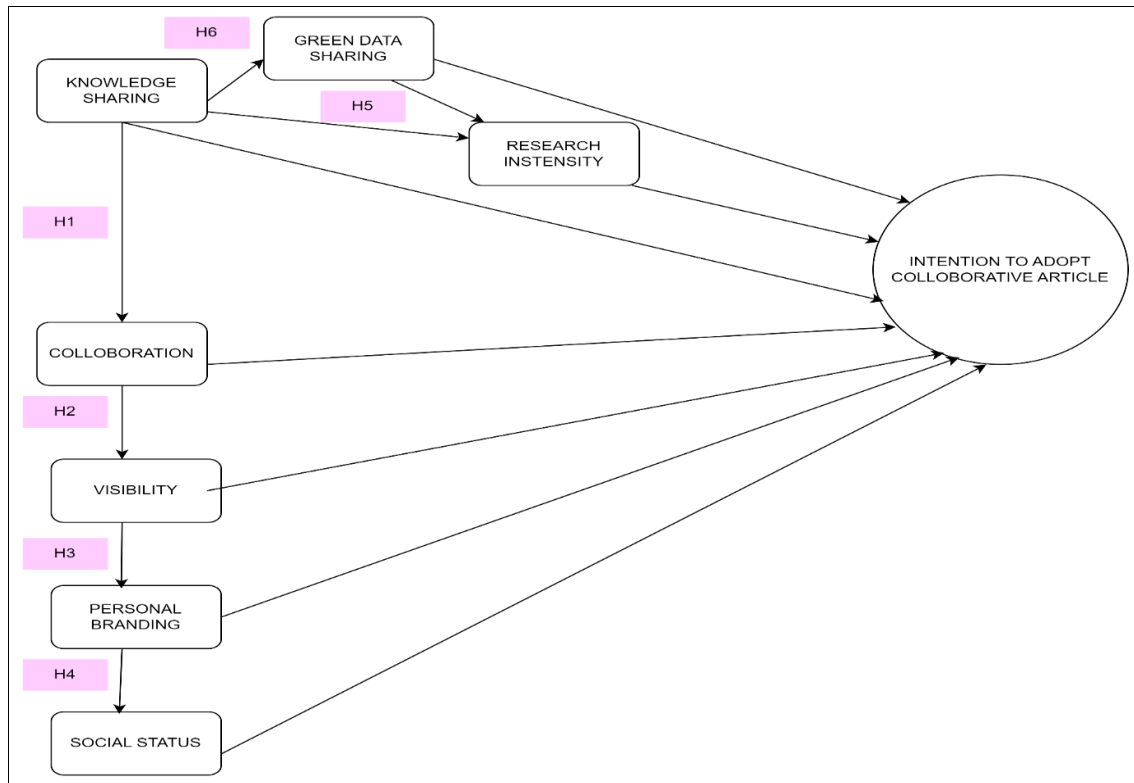 H6
GREEN DATA
SHARING
KNOWLEDGE
SHARING
H5
RESEARCH
INSTENSITY
H1
INTENTION TO ADOPT
COLLOBORATIVE ARTICLE
COLLOBORATION
H2
VISIBILITY
H3
PERSONAL
BRANDING
H4
SOCIAL STATUS